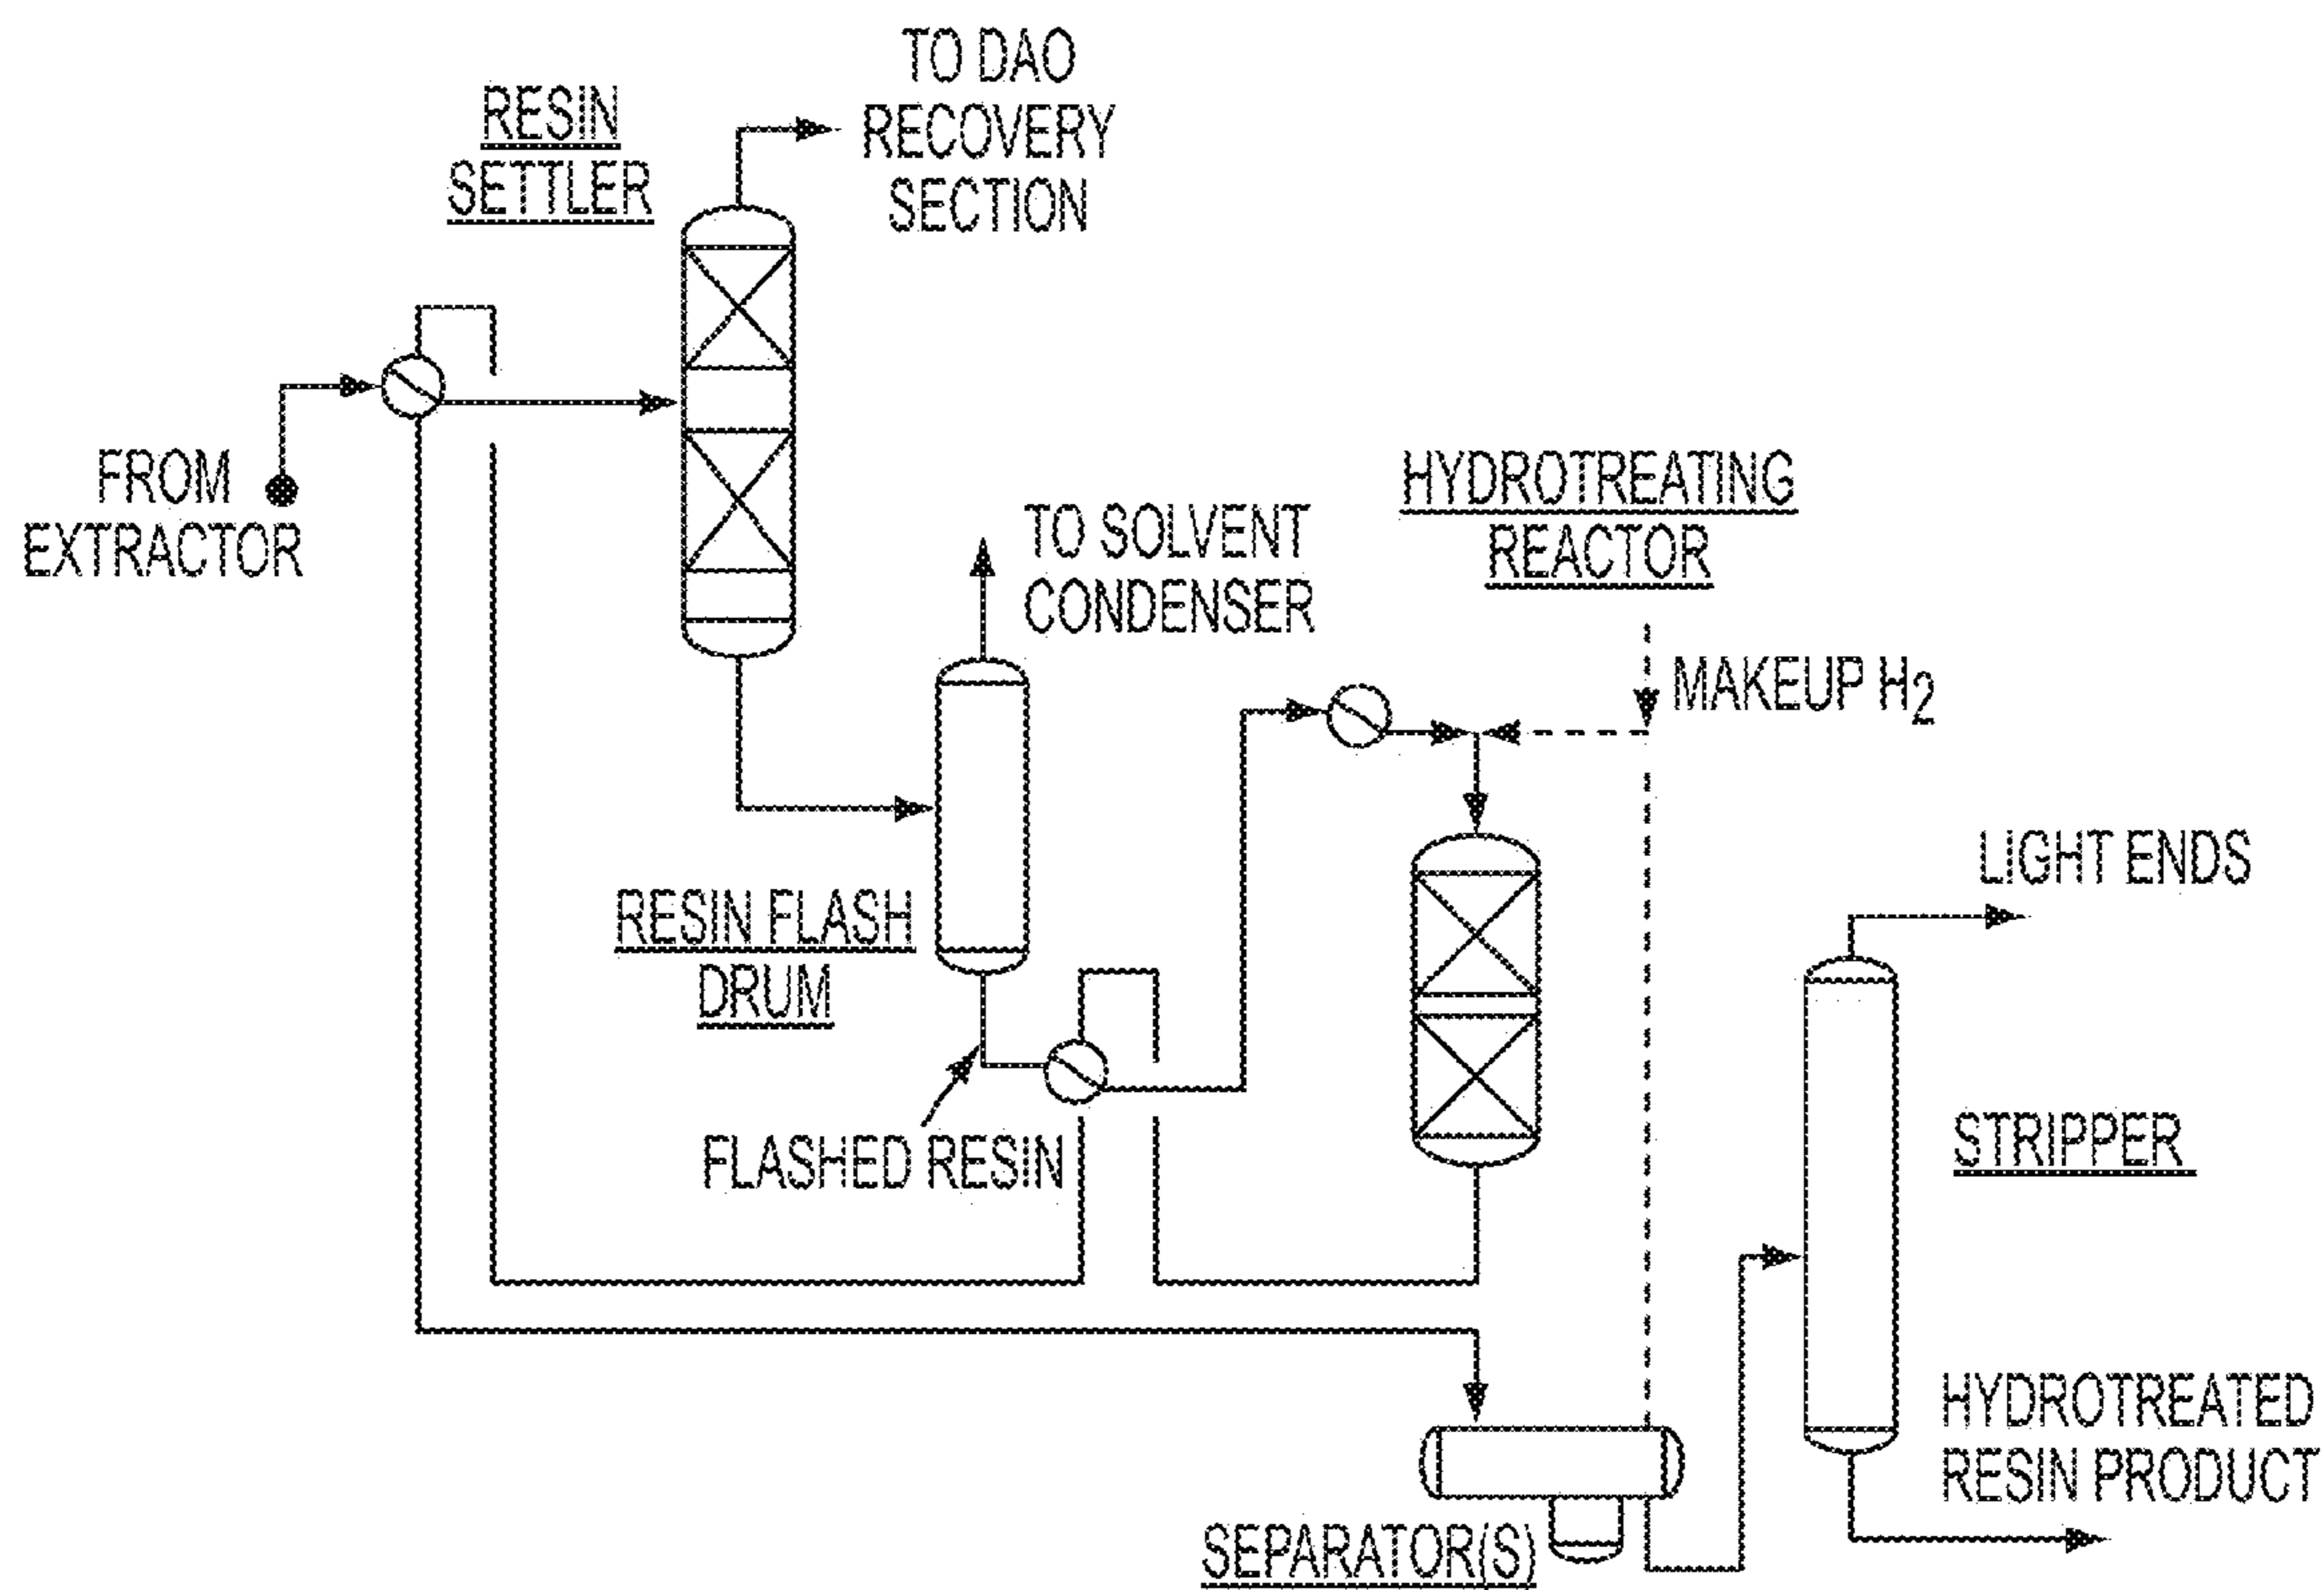 TO DAO
RECOVERY
SECTION
RESIN
SETTLER
FROM
EXTRACTOR
TO SOLVENT
CONDENSER
HYDROTREATING
REACTOR
MAKEUP H2
LIGHT ENDS
RESIN FLASH
DRUM
FLASHED RESIN
STRIPPER
HYDROTREATED
RESIN PRODUCT
SEPARATOR(S)